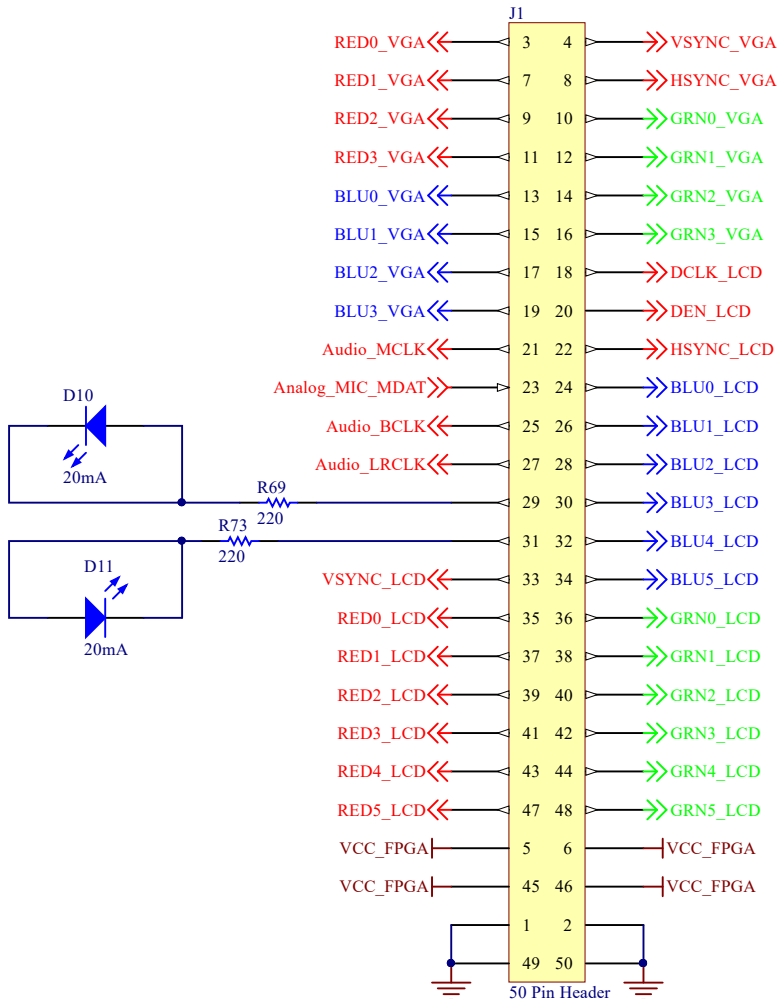 J1
RED0_VGA 3 4 VSYNC_VGA
RED1_VGA 7 8 HSYNC_VGA
RED2_VGA 9 10 GRN0_VGA
RED3_VGA 11 12 GRN1_VGA
BLU0_VGA 13 14 GRN2_VGA
BLU1_VGA 15 16 GRN3_VGA
BLU2_VGA 17 18 DCLK_LCD
BLU3_VGA 19 20 DEN_LCD
Audio_MCLK 21 22 HSYNC_LCD
Analog_MIC_MDAT 23 24 BLU0_LCD
D10
Audio_BCLK 25 26 BLU1_LCD
Audio_LRCLK 27 28 BLU2_LCD
20mA
R69
29 30 BLU3_LCD
220
R73
31 32 BLU4_LCD
220
D11
VSYNC_LCD 33 34 BLU5_LCD
RED0_LCD 35 36 GRN0_LCD
20mA
RED1_LCD 37 38 GRN1_LCD
RED2_LCD 39 40 GRN2_LCD
RED3_LCD 41 42 GRN3_LCD
RED4_LCD 43 44 GRN4_LCD
RED5_LCD 47 48 GRN5_LCD
VCC_FPGA 5 6 VCC_FPGA
VCC_FPGA 45 46 VCC_FPGA
1 2
49 50
50 Pin Header